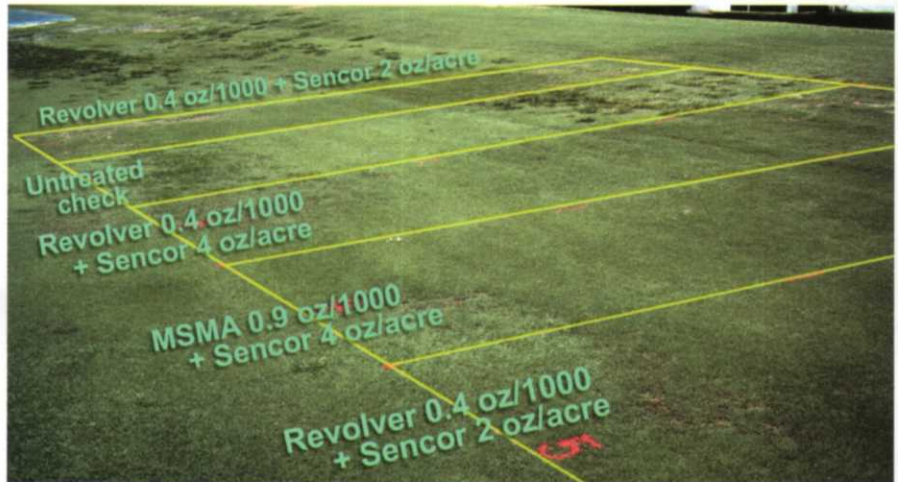 Revolver 0.4 oz/1000 + Sencor 2 oz/acre
Untreated
check
Revolver 0.4 oz/1000
+ Sencor 4 oz/acre
MSMA 0.9 oz/1000
+ Sencor 4 oz/acre
Revolver 0.4 oz/1000
+ Sencor 2 oz/acre